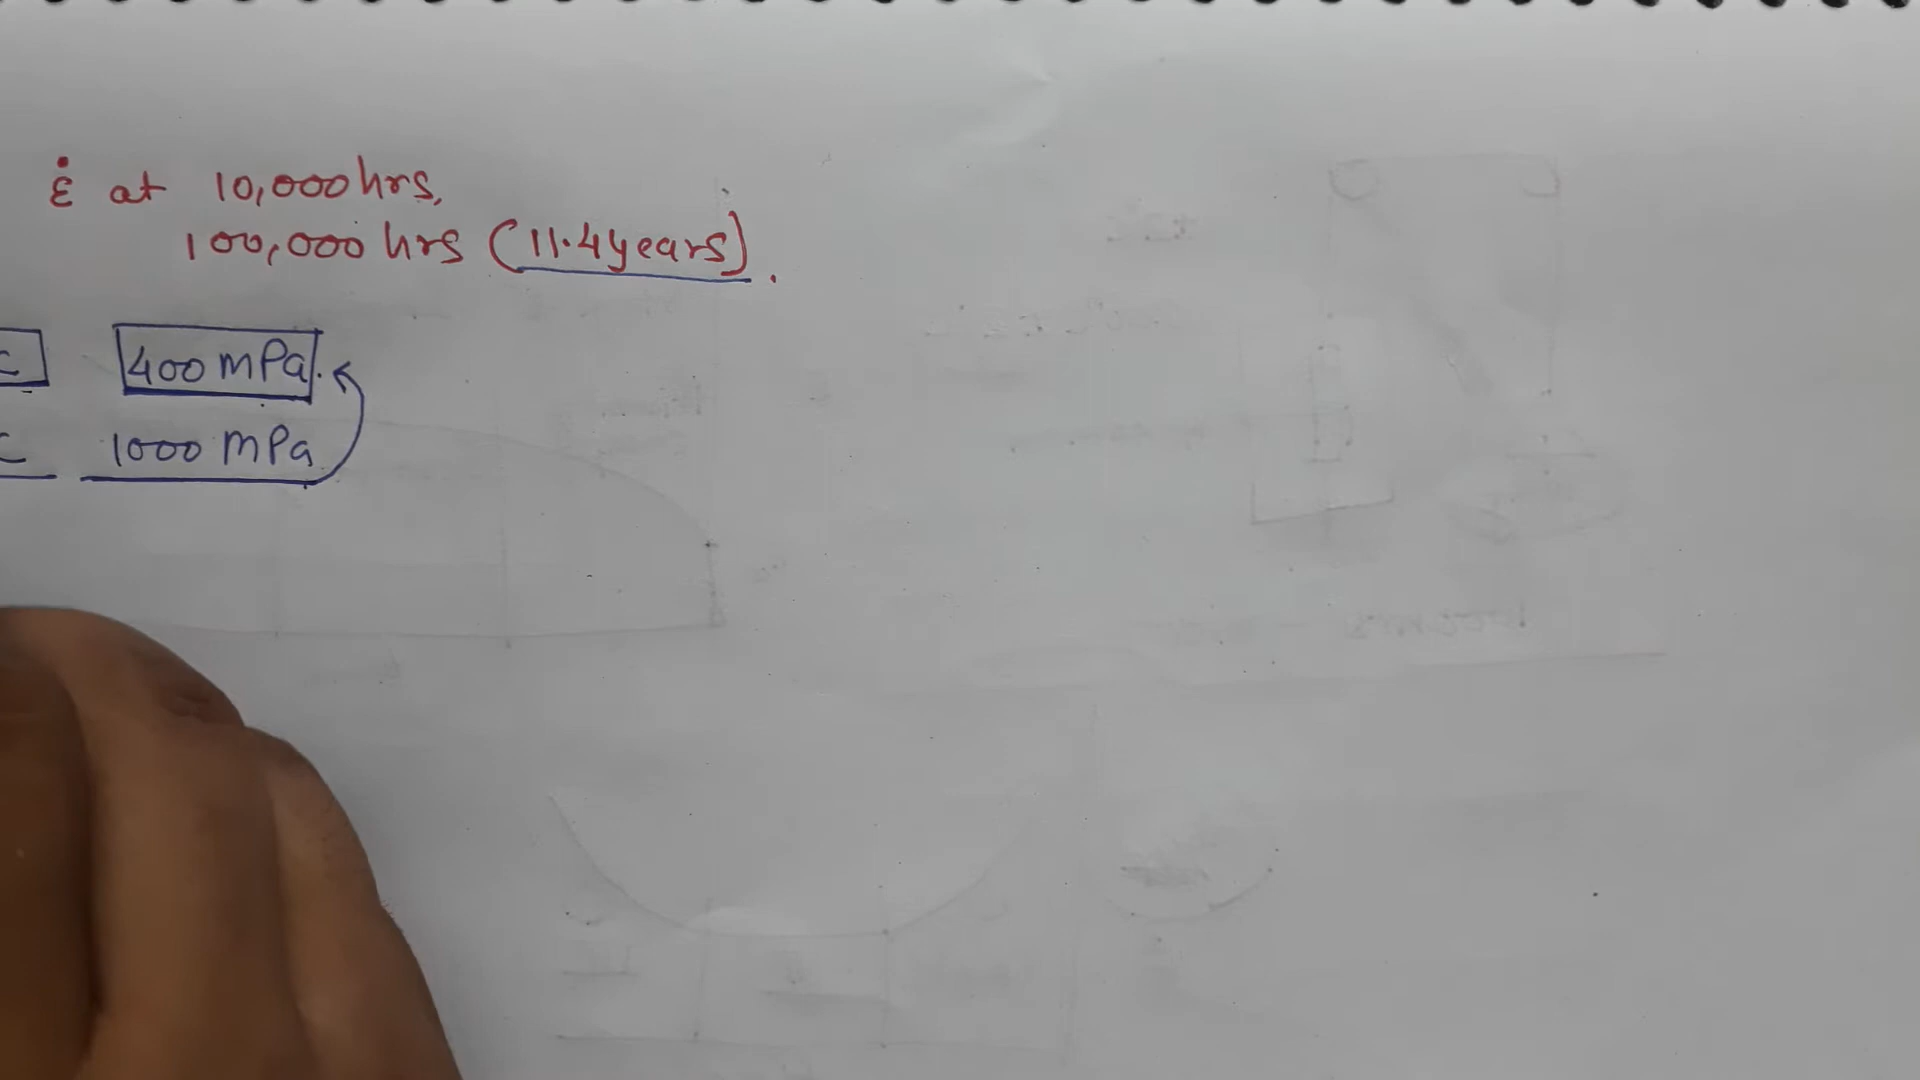 ε̇ at 10,000 hrs,
100,000 hrs (11.4 years).
c 400 mPa.
c 1000 mPa